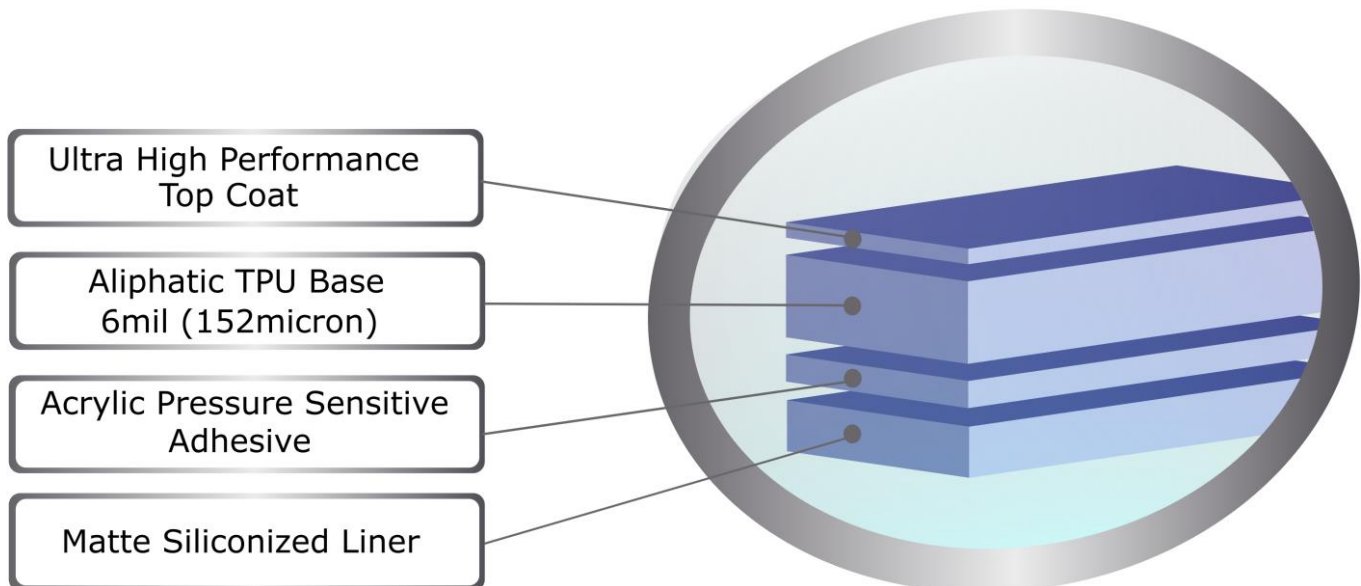 Ultra High Performance
Top Coat
Aliphatic TPU Base
6mil (152micron)
Acrylic Pressure Sensitive
Adhesive
Matte Siliconized Liner